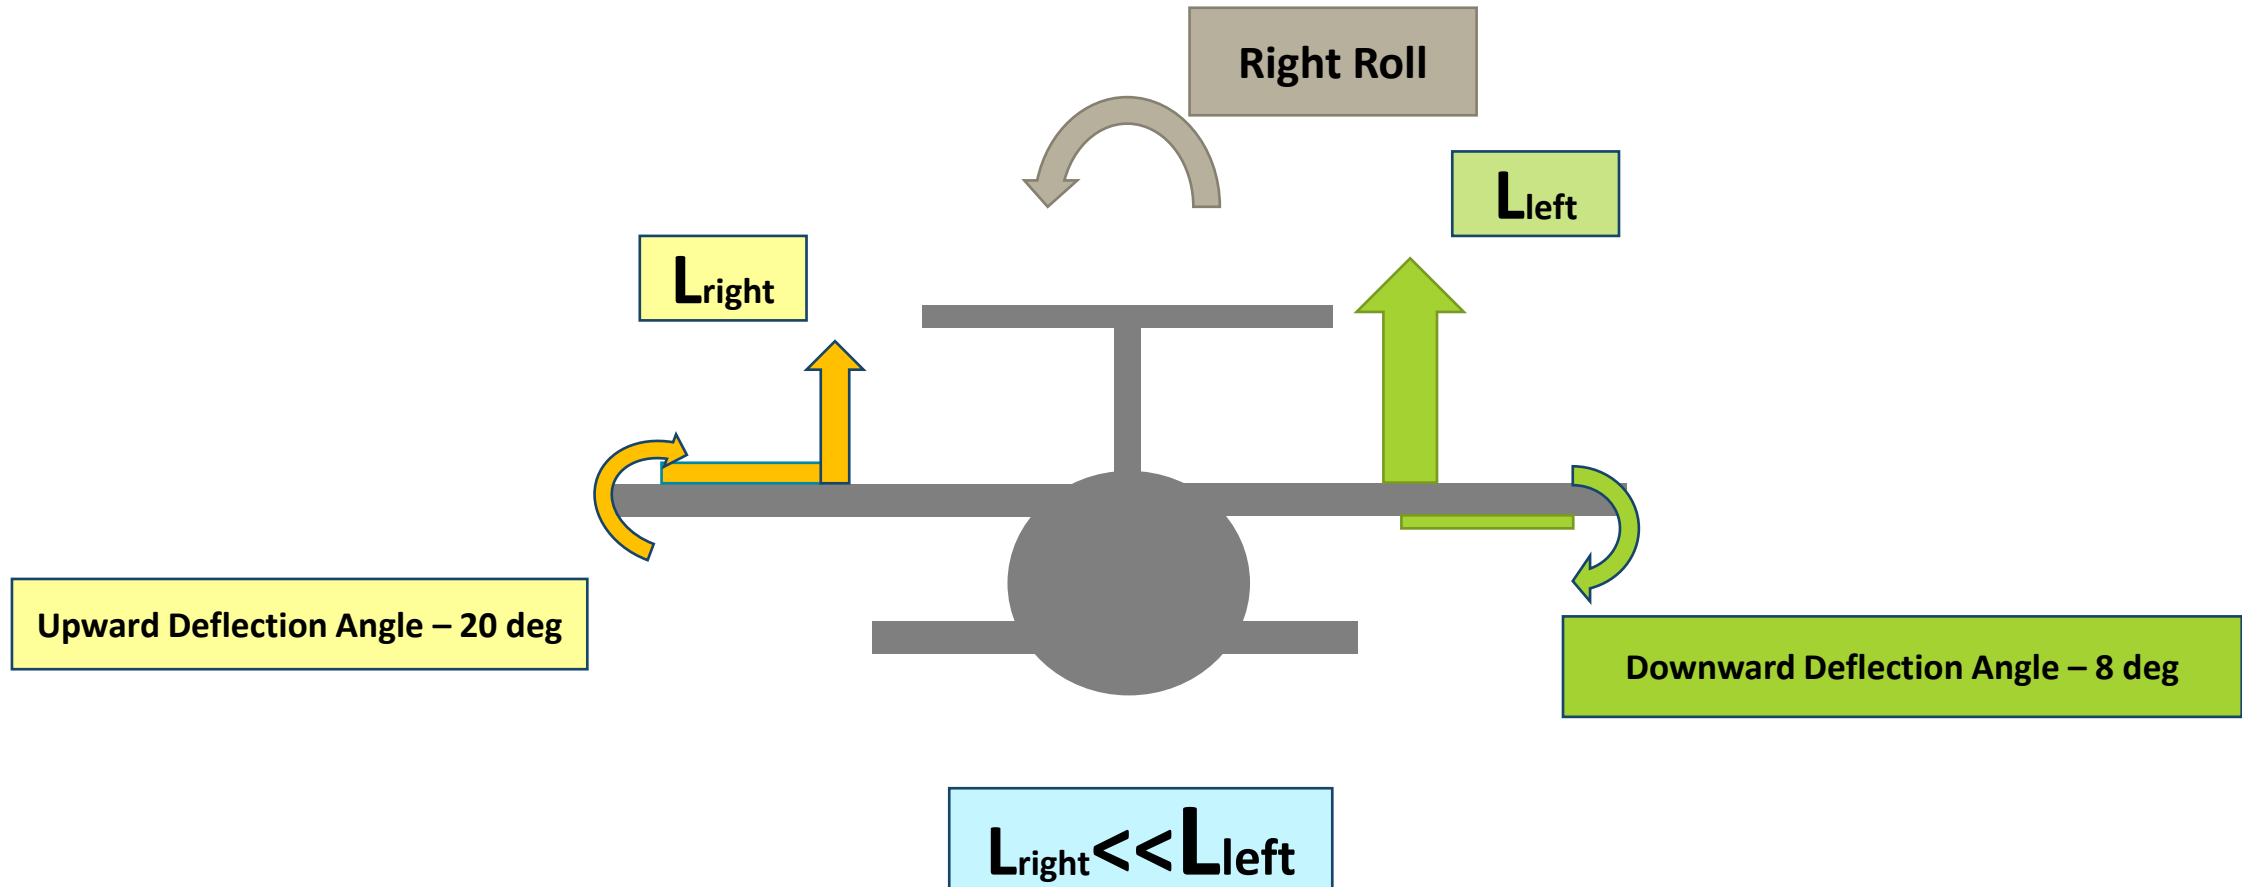 Right Roll
Lleft
Lright
Upward Deflection Angle – 20 deg
Downward Deflection Angle – 8 deg
Lright<<Lleft